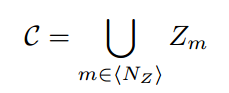 𝒞 = ⋃_{m∈⟨N_Z⟩} Z_m